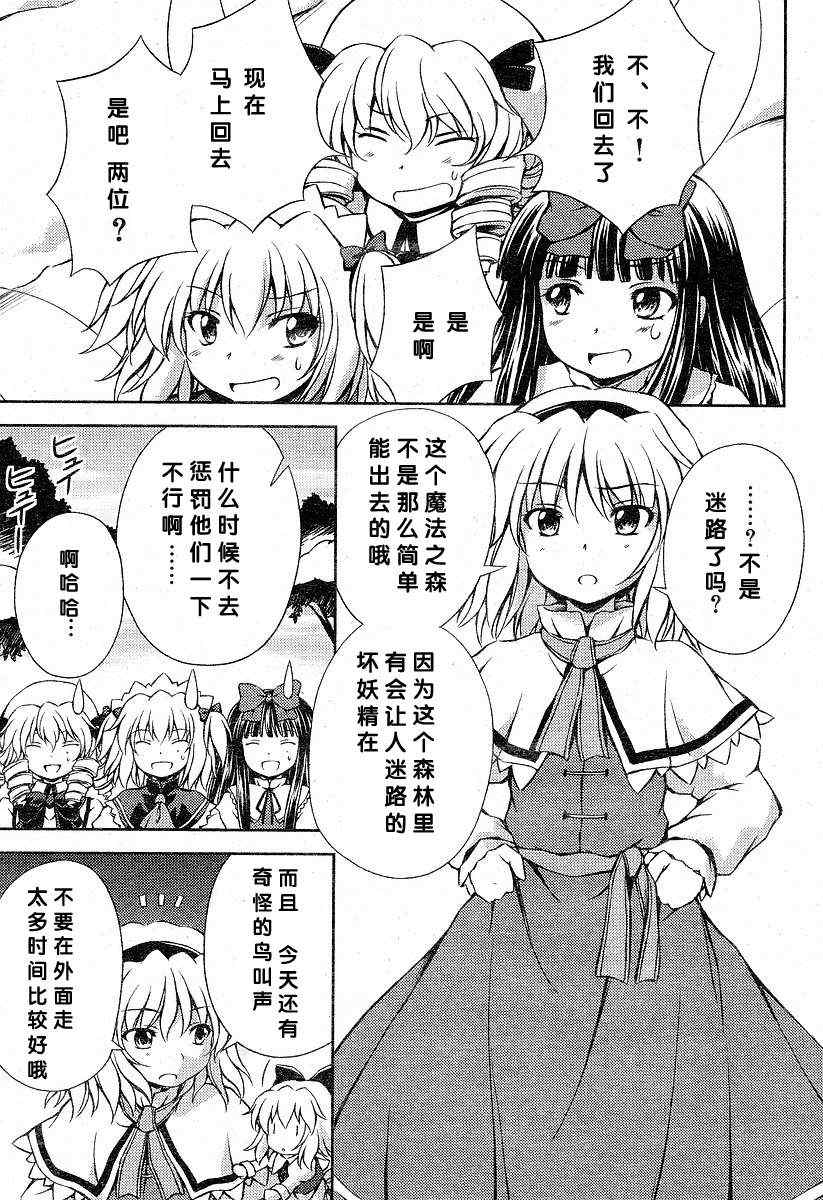 不、不！
我们回去了
现在
马上回去
是吧 两位？
是
是啊
……？不是
迷路了吗？
这个魔法之森
不是那么简单
能出去的哦
因为这个森林里
有会让人迷路的
坏妖精在
什么时候不去
惩罚他们一下
不行啊……
ヒュイ
ヒュイ
啊哈哈…
而且 今天还有
奇怪的鸟叫声
不要在外面走
太多时间比较好哦